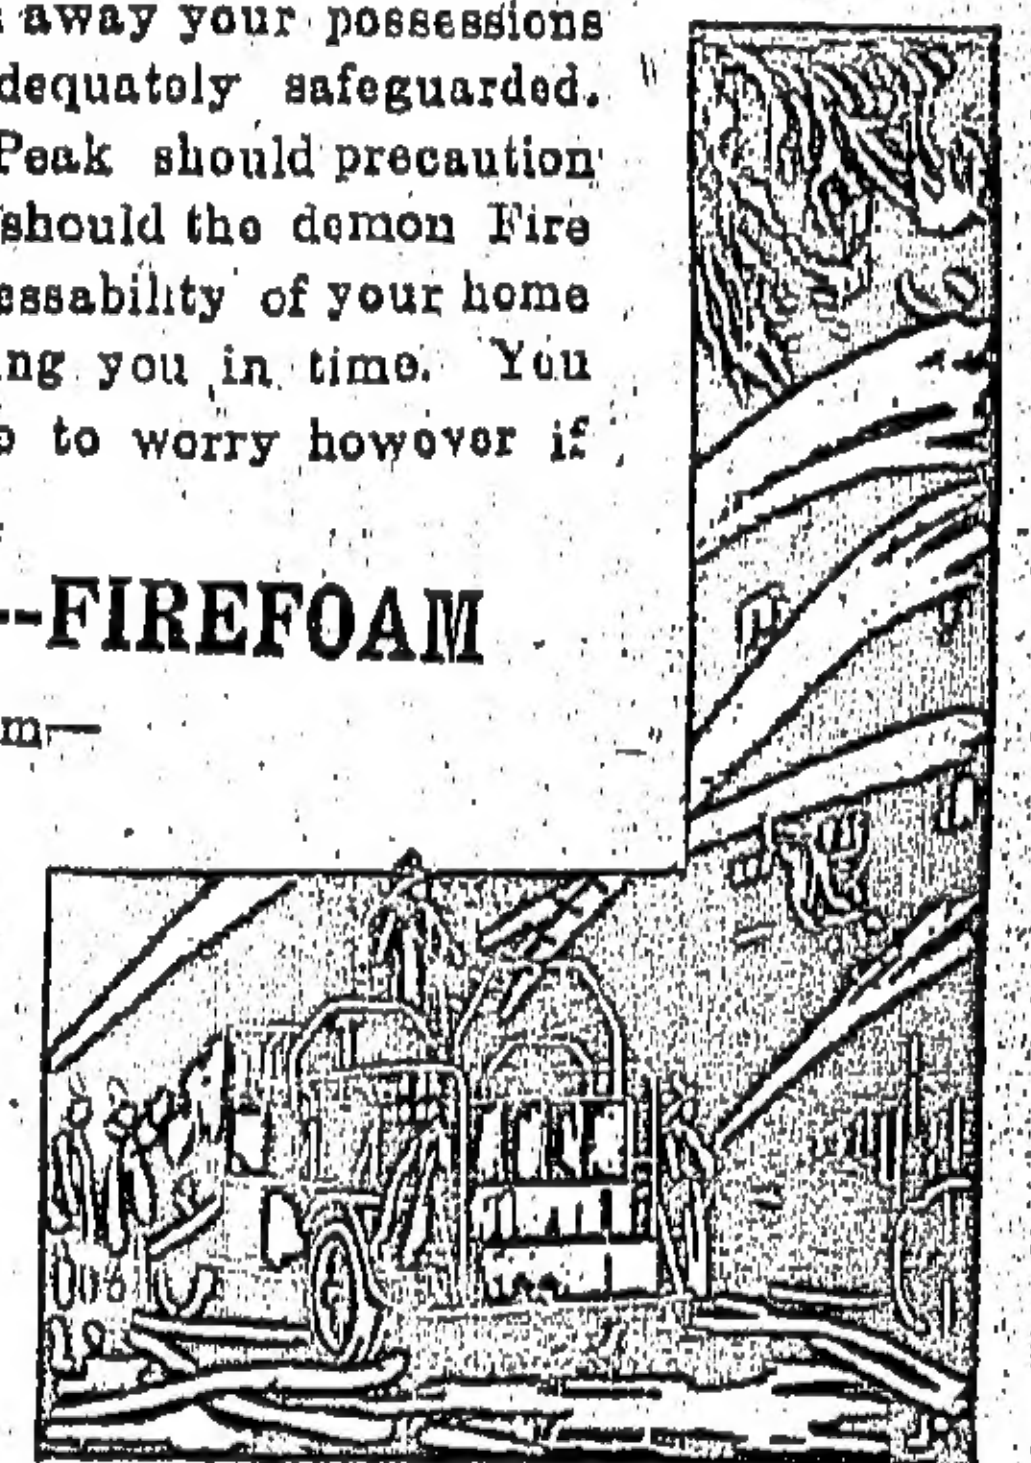 away your possessions
dequately safeguarded.
Peak should precaution
should the demon Fire
essability of your home
ng you in time. You
to worry however if
--FIREFOAM
m—